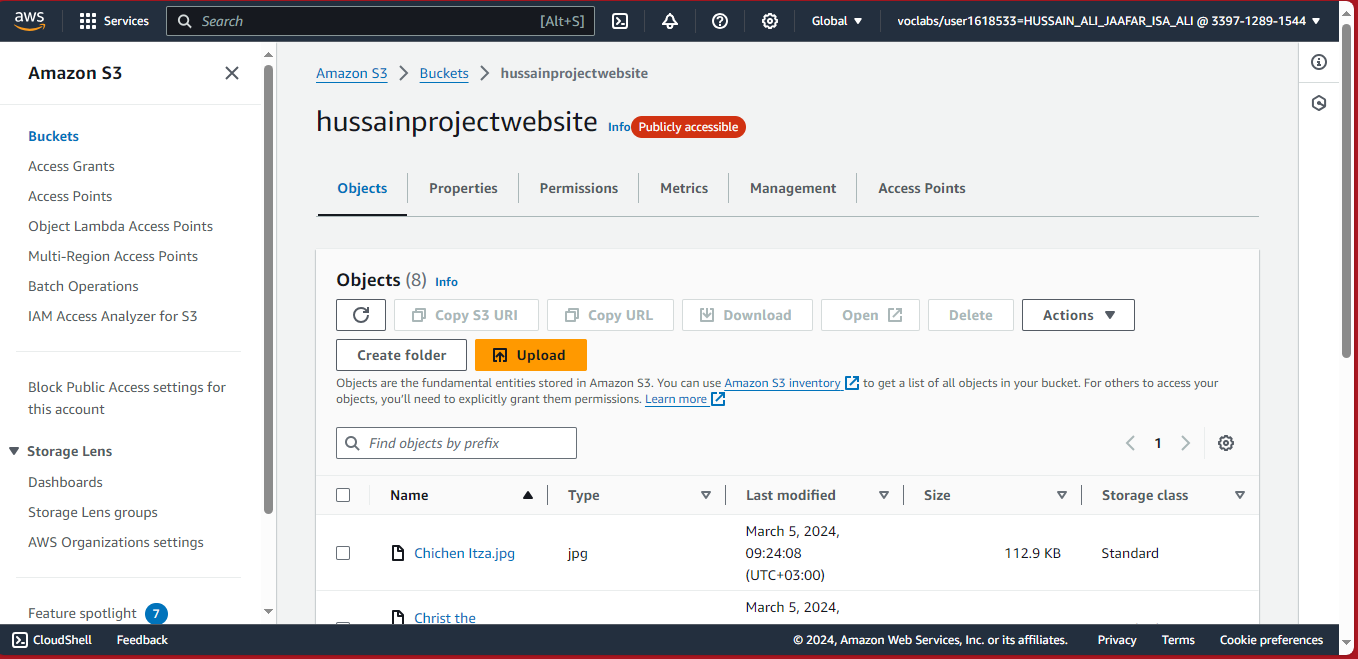 aws Services Search [Alt+S] Global voclabs/user1618533=HUSSAIN_ALI_JAAFAR_ISA_ALI @ 3397-1289-1544
Amazon S3
Buckets
Access Grants
Access Points
Object Lambda Access Points
Multi-Region Access Points
Batch Operations
IAM Access Analyzer for S3
Block Public Access settings for
this account
Storage Lens
Dashboards
Storage Lens groups
AWS Organizations settings
Feature spotlight 7
Amazon S3 Buckets hussainprojectwebsite
hussainprojectwebsite Info Publicly accessible
Objects Properties Permissions Metrics Management Access Points
Objects (8) Info
Copy S3 URI Copy URL Download Open Delete Actions
Create folder Upload
Objects are the fundamental entities stored in Amazon S3. You can use Amazon S3 inventory to get a list of all objects in your bucket. For others to access your
objects, you'll need to explicitly grant them permissions. Learn more
Find objects by prefix 1
Name Type Last modified Size Storage class
March 5, 2024,
Chichen Itza.jpg jpg 09:24:08 112.9 KB Standard
(UTC+03:00)
March 5, 2024,
Christ the
CloudShell Feedback © 2024, Amazon Web Services, Inc. or its affiliates. Privacy Terms Cookie preferences